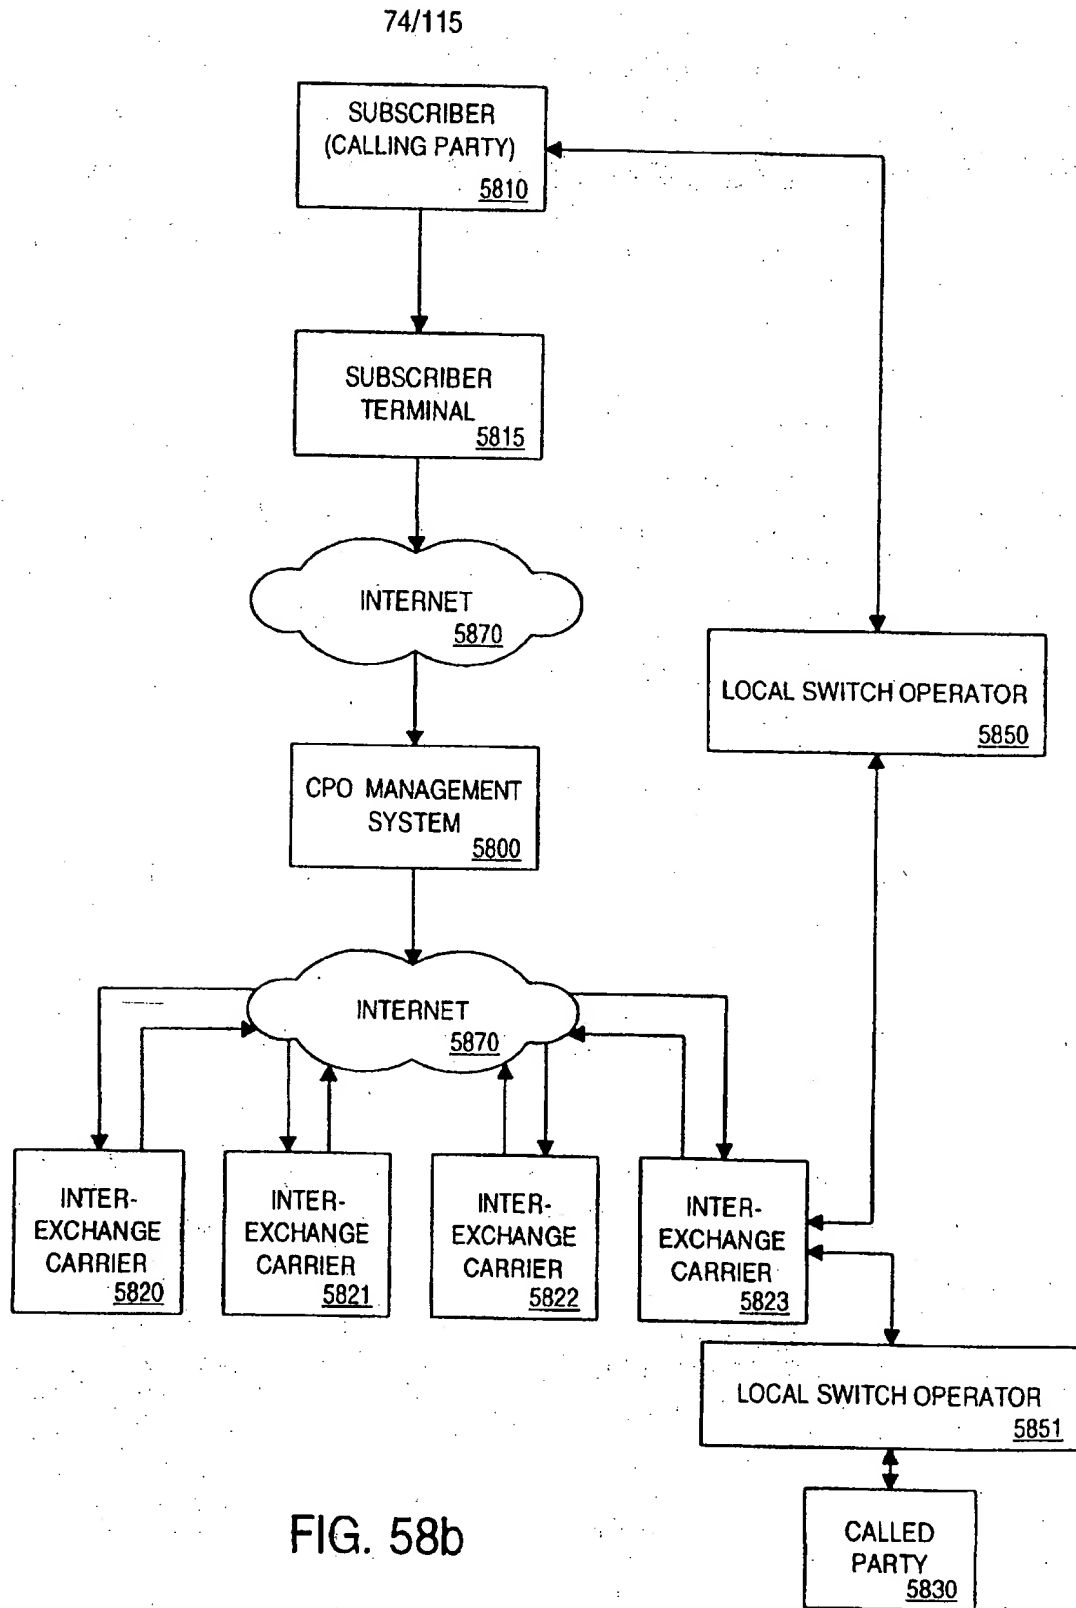 74/115
SUBSCRIBER
(CALLING PARTY)
5810
SUBSCRIBER
TERMINAL
5815
INTERNET
5870
LOCAL SWITCH OPERATOR
5850
CPO MANAGEMENT
SYSTEM
5800
INTERNET
5870
INTER-
EXCHANGE
CARRIER
5820
INTER-
EXCHANGE
CARRIER
5821
INTER-
EXCHANGE
CARRIER
5822
INTER-
EXCHANGE
CARRIER
5823
LOCAL SWITCH OPERATOR
5851
CALLED
PARTY
5830
FIG. 58b